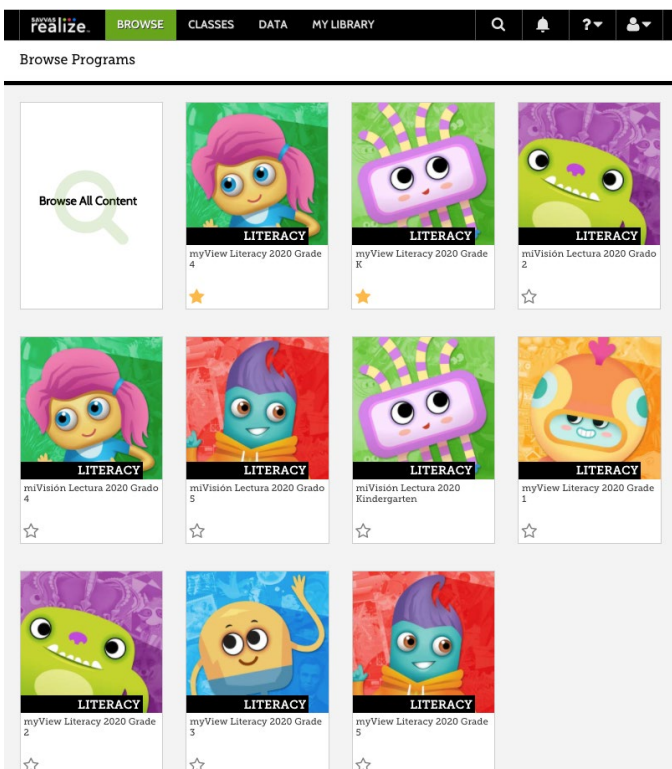 SAVVAS
realize. BROWSE CLASSES DATA MY LIBRARY ?
Browse Programs
Browse All Content
LITERACY
myView Literacy 2020 Grade
4
LITERACY
myView Literacy 2020 Grade
K
LITERACY
miVisión Lectura 2020 Grado
2
LITERACY
miVisión Lectura 2020 Grado
4
LITERACY
miVisión Lectura 2020 Grado
5
LITERACY
miVisión Lectura 2020
Kindergarten
LITERACY
myView Literacy 2020 Grade
1
LITERACY
myView Literacy 2020 Grade
2
LITERACY
myView Literacy 2020 Grade
3
LITERACY
myView Literacy 2020 Grade
5